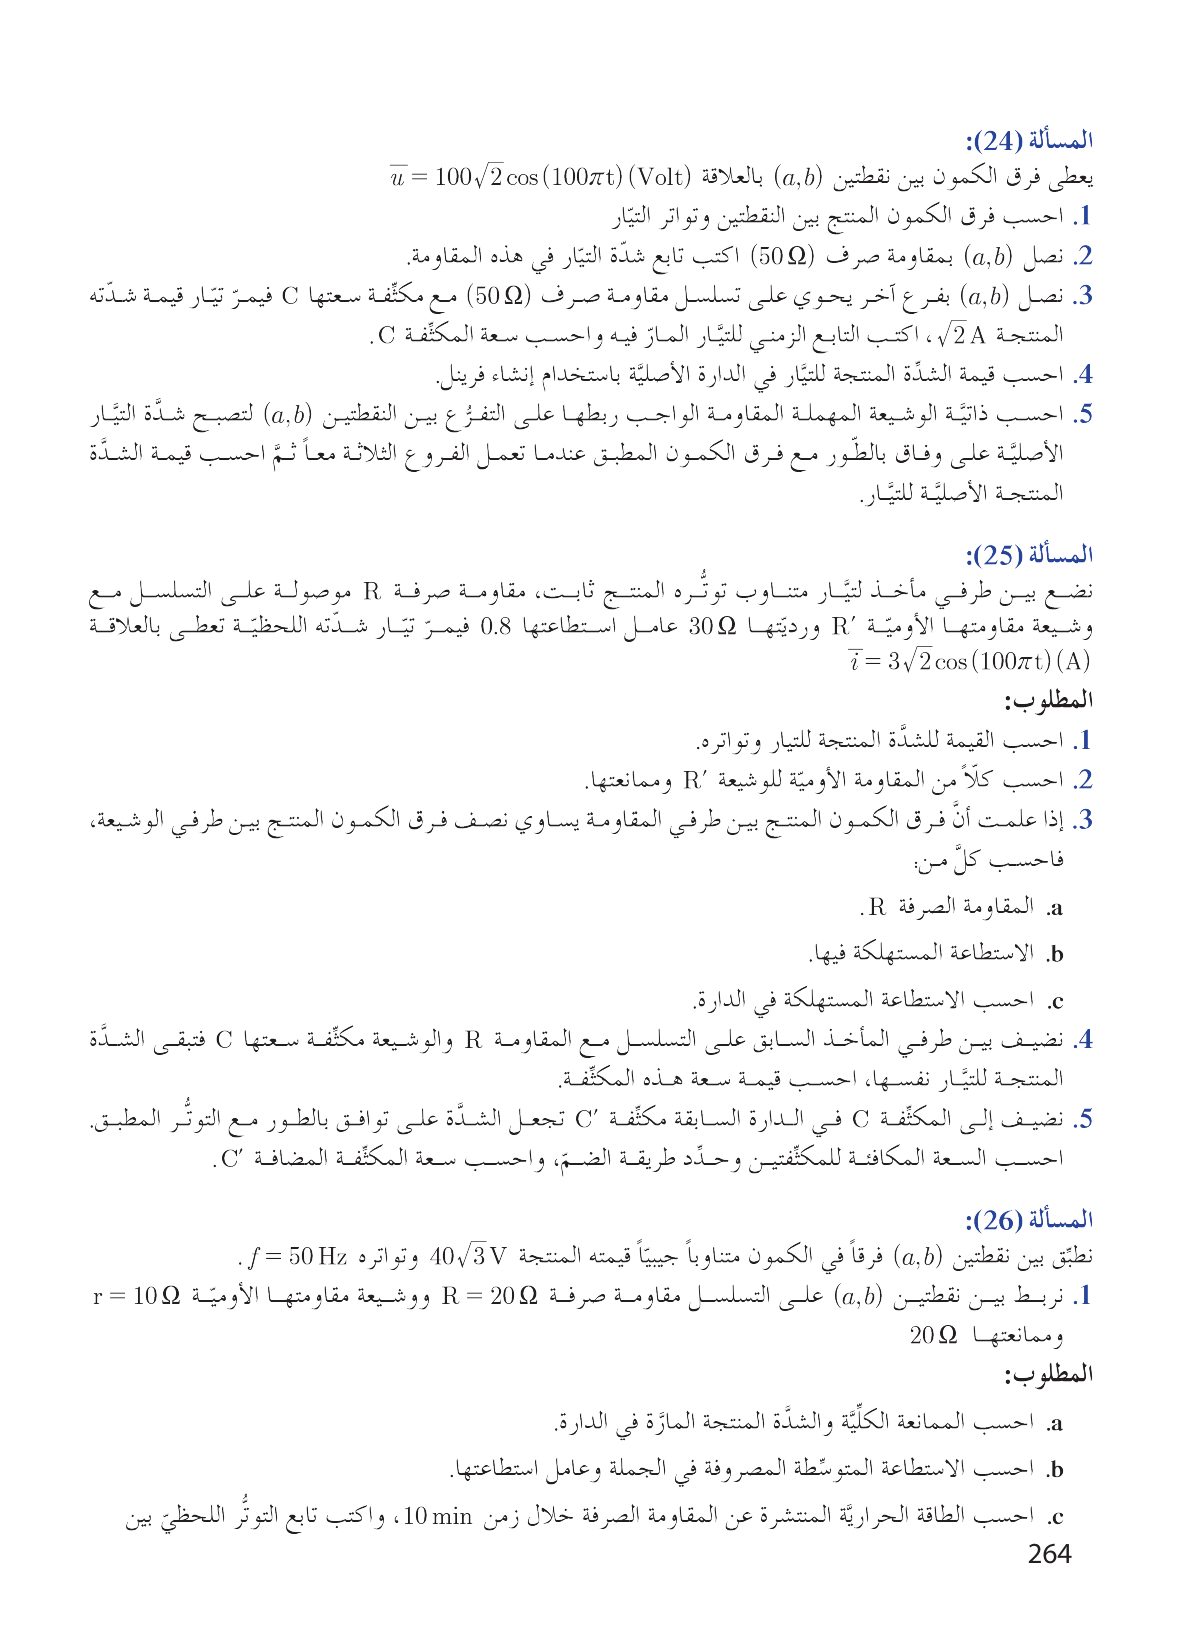 المسألة (24):
يعطى فرق الكمون بين نقطتين (a,b) بالعلاقة u̅ = 100√2 cos(100πt)(Volt)
1. احسب فرق الكمون المنتج بين النقطتين وتواتر التيّار
2. نصل (a,b) بمقاومة صرف (50 Ω) اكتب تابع شدّة التيّار في هذه المقاومة.
3. نصل (a,b) بفرع آخر يحوي على تسلسل مقاومة صرف (50 Ω) مع مكثِّفة سعتها C فيمرّ تيّار قيمة شدّته
المنتجة √2 A ، اكتب التابع الزمني للتيَّار المارّ فيه واحسب سعة المكثِّفة C.
4. احسب قيمة الشدِّة المنتجة للتيَّار في الدارة الأصليَّة باستخدام إنشاء فرينل.
5. احسب ذاتيَّة الوشيعة المهملة المقاومة الواجب ربطها على التفرُّع بين النقطتين (a,b) لتصبح شدَّة التيَّار
الأصليَّة على وفاق بالطّور مع فرق الكمون المطبق عندما تعمل الفروع الثلاثة معاً ثمَّ احسب قيمة الشدَّة
المنتجة الأصليَّة للتيَّار.
المسألة (25):
نضع بين طرفي مأخذ لتيَّار متناوب توتُّره المنتج ثابت، مقاومة صرفة R موصولة على التسلسل مع
وشيعة مقاومتها الأوميّة R′ ورديّتها 30 Ω عامل استطاعتها 0.8 فيمرّ تيّار شدّته اللحظيّة تعطى بالعلاقة
i̅ = 3√2 cos(100πt)(A)
المطلوب:
1. احسب القيمة للشدَّة المنتجة للتيار وتواتره.
2. احسب كلّاً من المقاومة الأوميّة للوشيعة R′ وممانعتها.
3. إذا علمت أنَّ فرق الكمون المنتج بين طرفي المقاومة يساوي نصف فرق الكمون المنتج بين طرفي الوشيعة،
فاحسب كلَّ من:
a. المقاومة الصرفة R.
b. الاستطاعة المستهلكة فيها.
c. احسب الاستطاعة المستهلكة في الدارة.
4. نضيف بين طرفي المأخذ السابق على التسلسل مع المقاومة R والوشيعة مكثِّفة سعتها C فتبقى الشدَّة
المنتجة للتيَّار نفسها، احسب قيمة سعة هذه المكثِّفة.
5. نضيف إلى المكثِّفة C في الدارة السابقة مكثِّفة C′ تجعل الشدَّة على توافق بالطور مع التوتُّر المطبق.
احسب السعة المكافئة للمكثِّفتين وحدِّد طريقة الضمّ، واحسب سعة المكثِّفة المضافة C′.
المسألة (26):
نطبِّق بين نقطتين (a,b) فرقاً في الكمون متناوباً جيبيّاً قيمته المنتجة 40√3 V وتواتره f = 50 Hz.
1. نربط بين نقطتين (a,b) على التسلسل مقاومة صرفة R = 20 Ω ووشيعة مقاومتها الأوميّة r = 10 Ω
وممانعتها 20 Ω
المطلوب:
a. احسب الممانعة الكلِّيَّة والشدَّة المنتجة المارَّة في الدارة.
b. احسب الاستطاعة المتوسِّطة المصروفة في الجملة وعامل استطاعتها.
c. احسب الطاقة الحراريَّة المنتشرة عن المقاومة الصرفة خلال زمن 10 min، واكتب تابع التوتُّر اللحظيّ بين
264